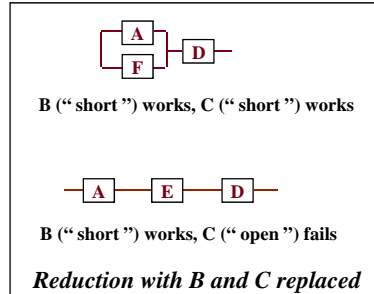 A
F
D
B (“ short ”) works, C (“ short ”) works
A E D
B (“ short ”) works, C (“ open ”) fails
Reduction with B and C replaced